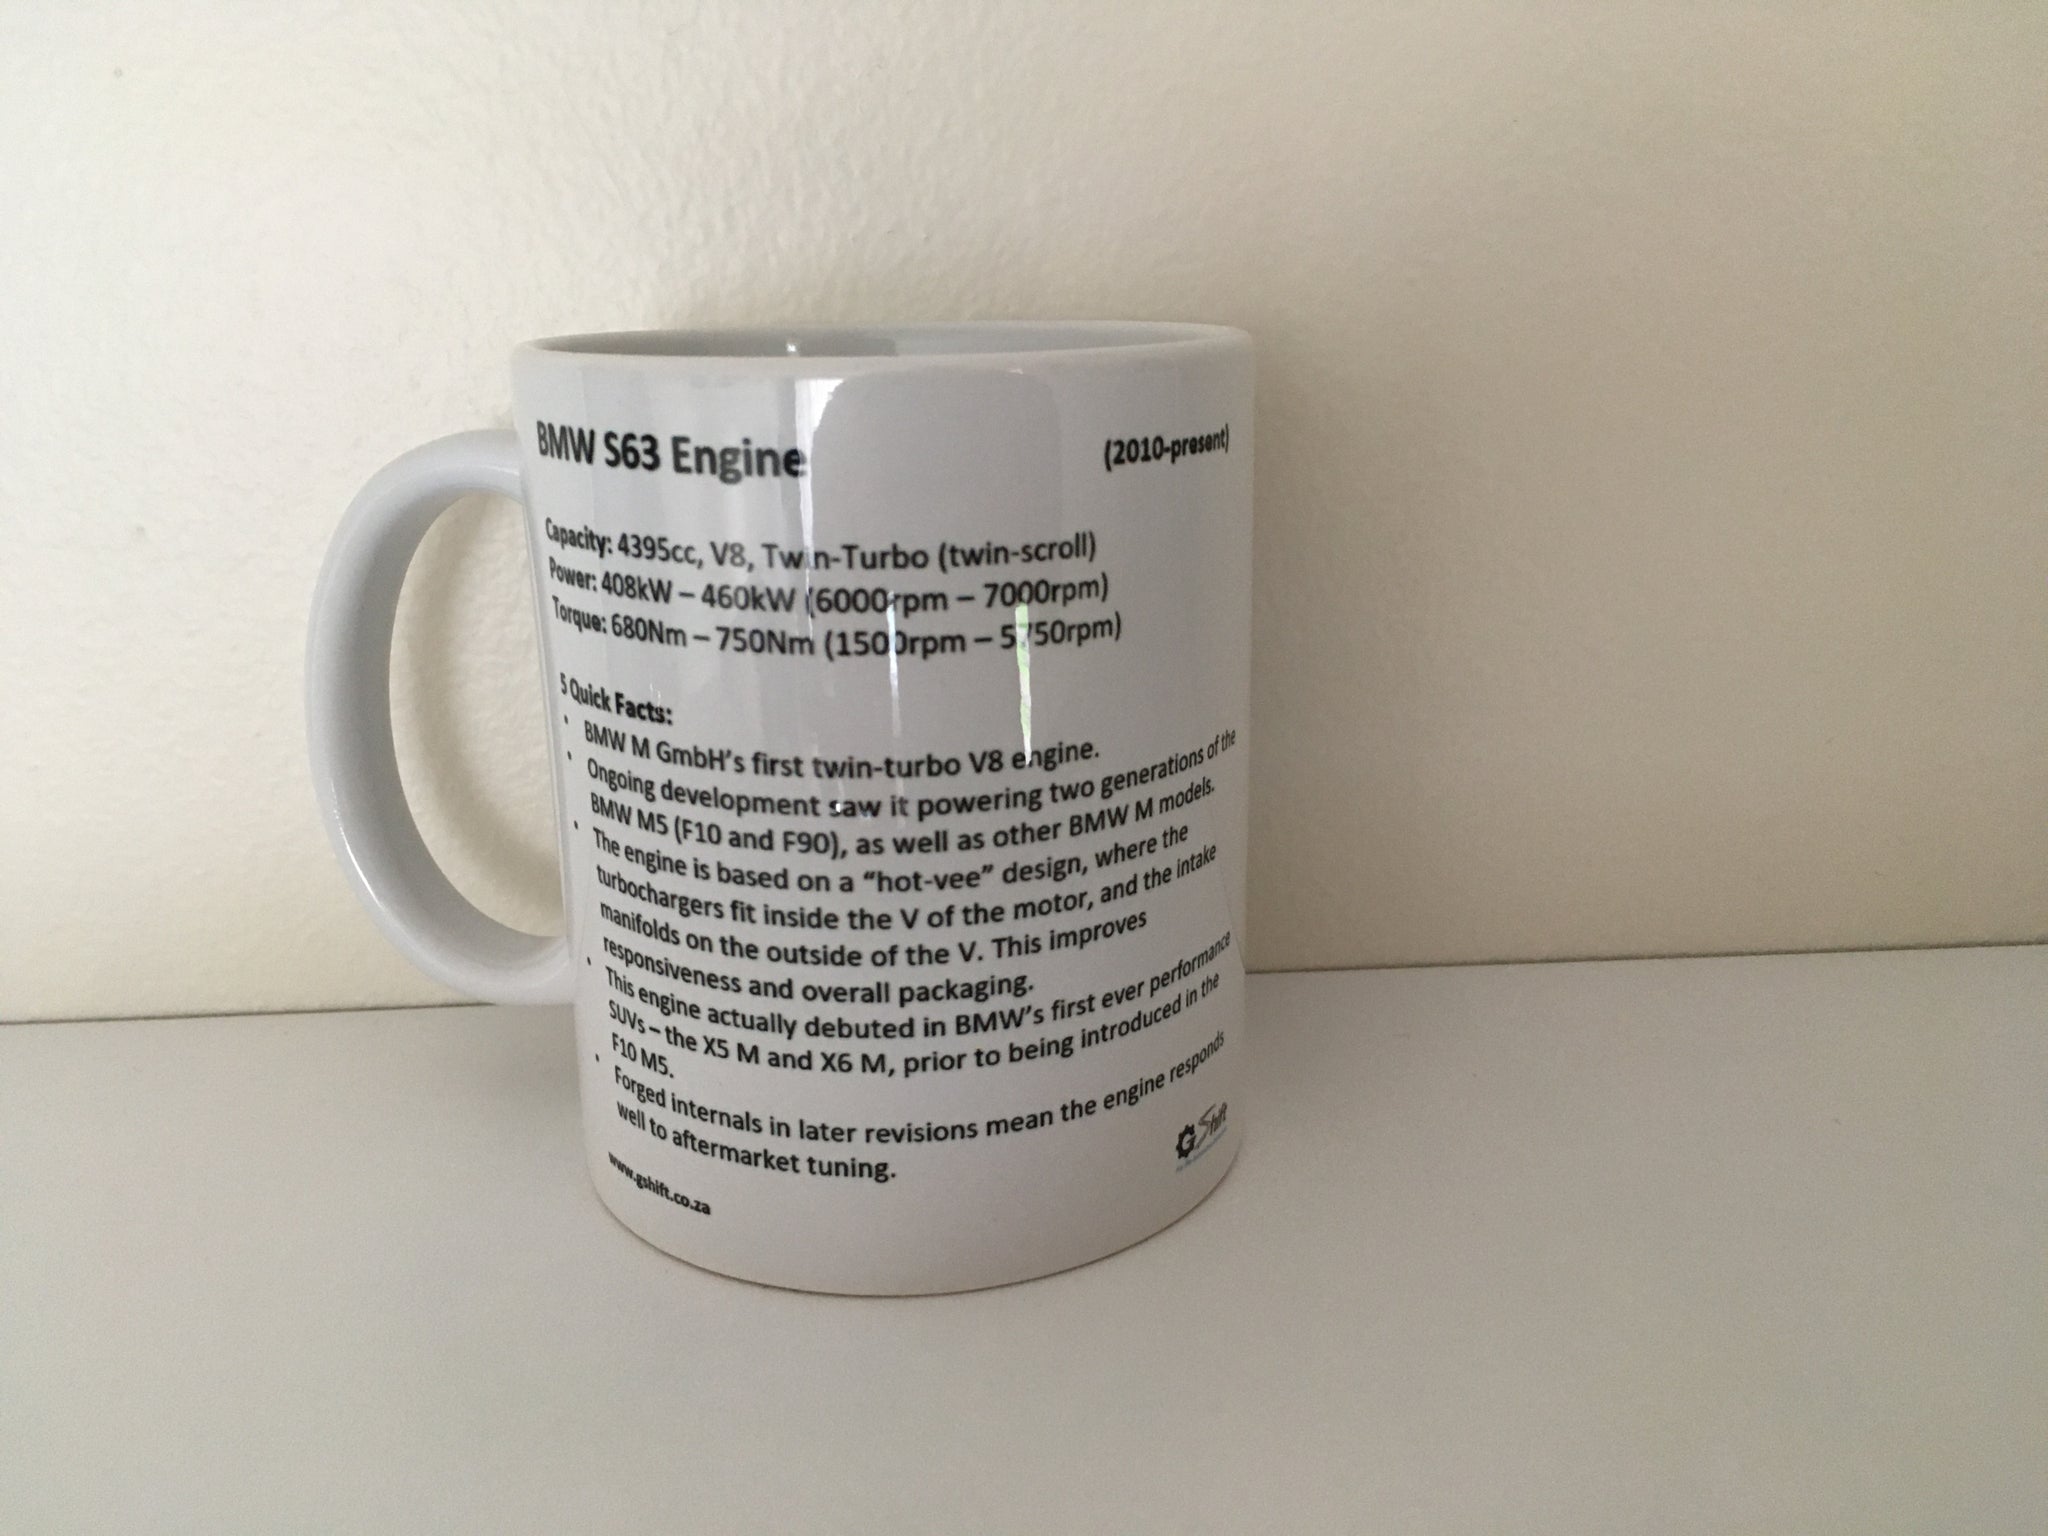 BMW S63 Engine (2010-present)
Capacity: 4395cc, V8, Twin-Turbo (twin-scroll)
Power: 408kW – 460kW (6000rpm – 7000rpm)
Torque: 680Nm – 750Nm (1500rpm – 5750rpm)
5 Quick Facts:
• BMW M GmbH's first twin-turbo V8 engine.
• Ongoing development saw it powering two generations of the
BMW M5 (F10 and F90), as well as other BMW M models.
• The engine is based on a “hot-vee” design, where the
turbochargers fit inside the V of the motor, and the intake
manifolds on the outside of the V. This improves
responsiveness and overall packaging.
• This engine actually debuted in BMW's first ever performance
SUVs – the X5 M and X6 M, prior to being introduced in the
F10 M5.
• Forged internals in later revisions mean the engine responds
well to aftermarket tuning.
www.gshift.co.za
GShift